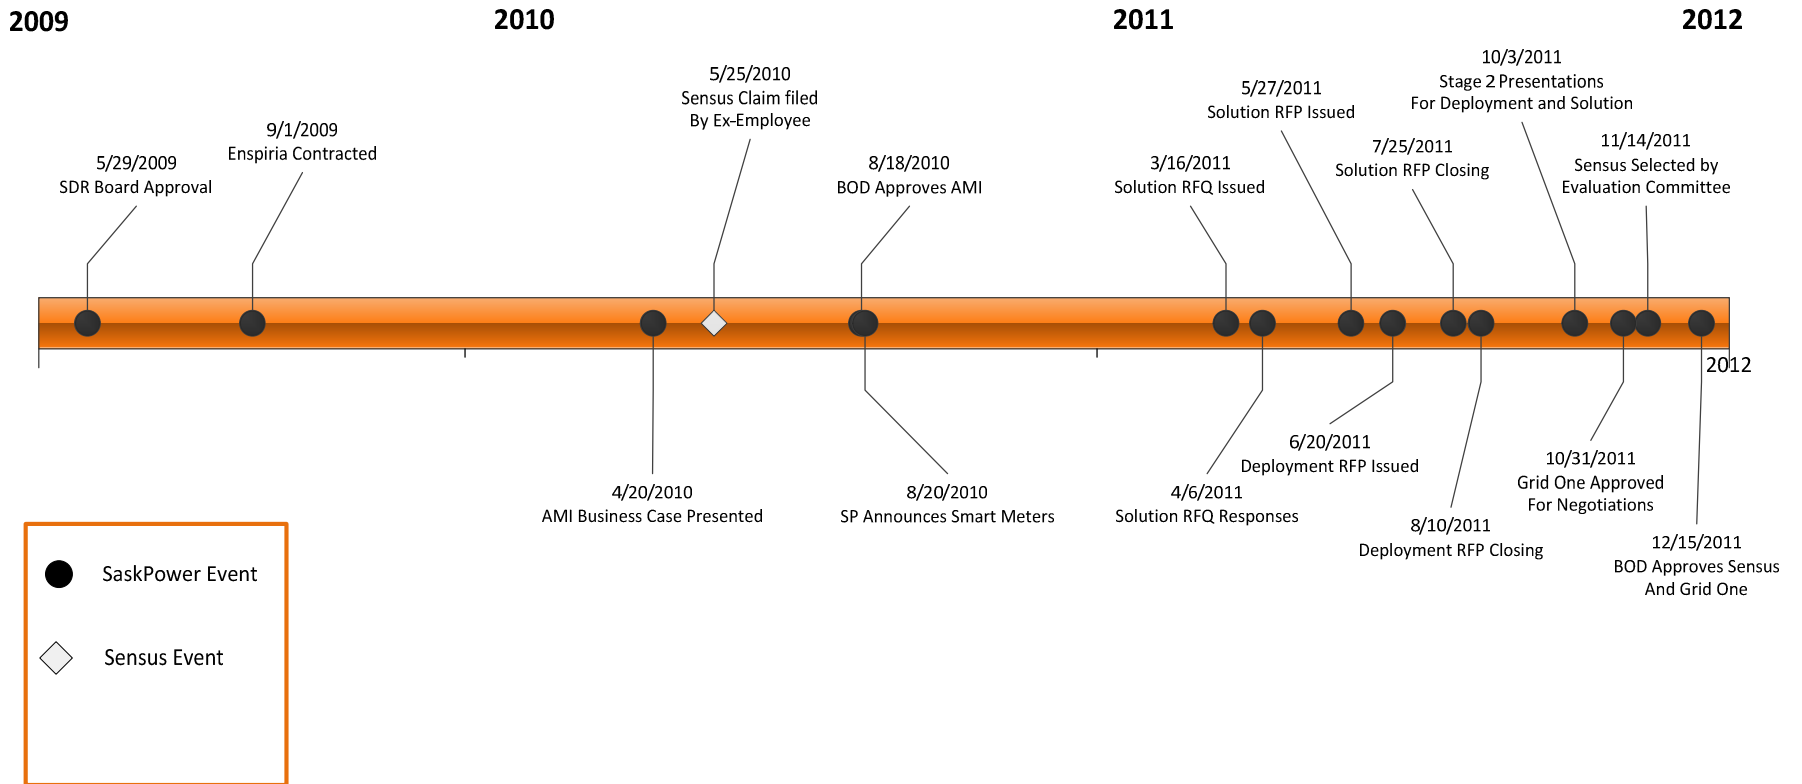 2009
2010
2011
2012
5/29/2009
SDR Board Approval
9/1/2009
Enspiria Contracted
5/25/2010
Sensus Claim filed
By Ex-Employee
8/18/2010
BOD Approves AMI
3/16/2011
Solution RFQ Issued
5/27/2011
Solution RFP Issued
7/25/2011
Solution RFP Closing
10/3/2011
Stage 2 Presentations
For Deployment and Solution
11/14/2011
Sensus Selected by
Evaluation Committee
2012
4/20/2010
AMI Business Case Presented
8/20/2010
SP Announces Smart Meters
4/6/2011
Solution RFQ Responses
6/20/2011
Deployment RFP Issued
8/10/2011
Deployment RFP Closing
10/31/2011
Grid One Approved
For Negotiations
12/15/2011
BOD Approves Sensus
And Grid One
SaskPower Event
Sensus Event